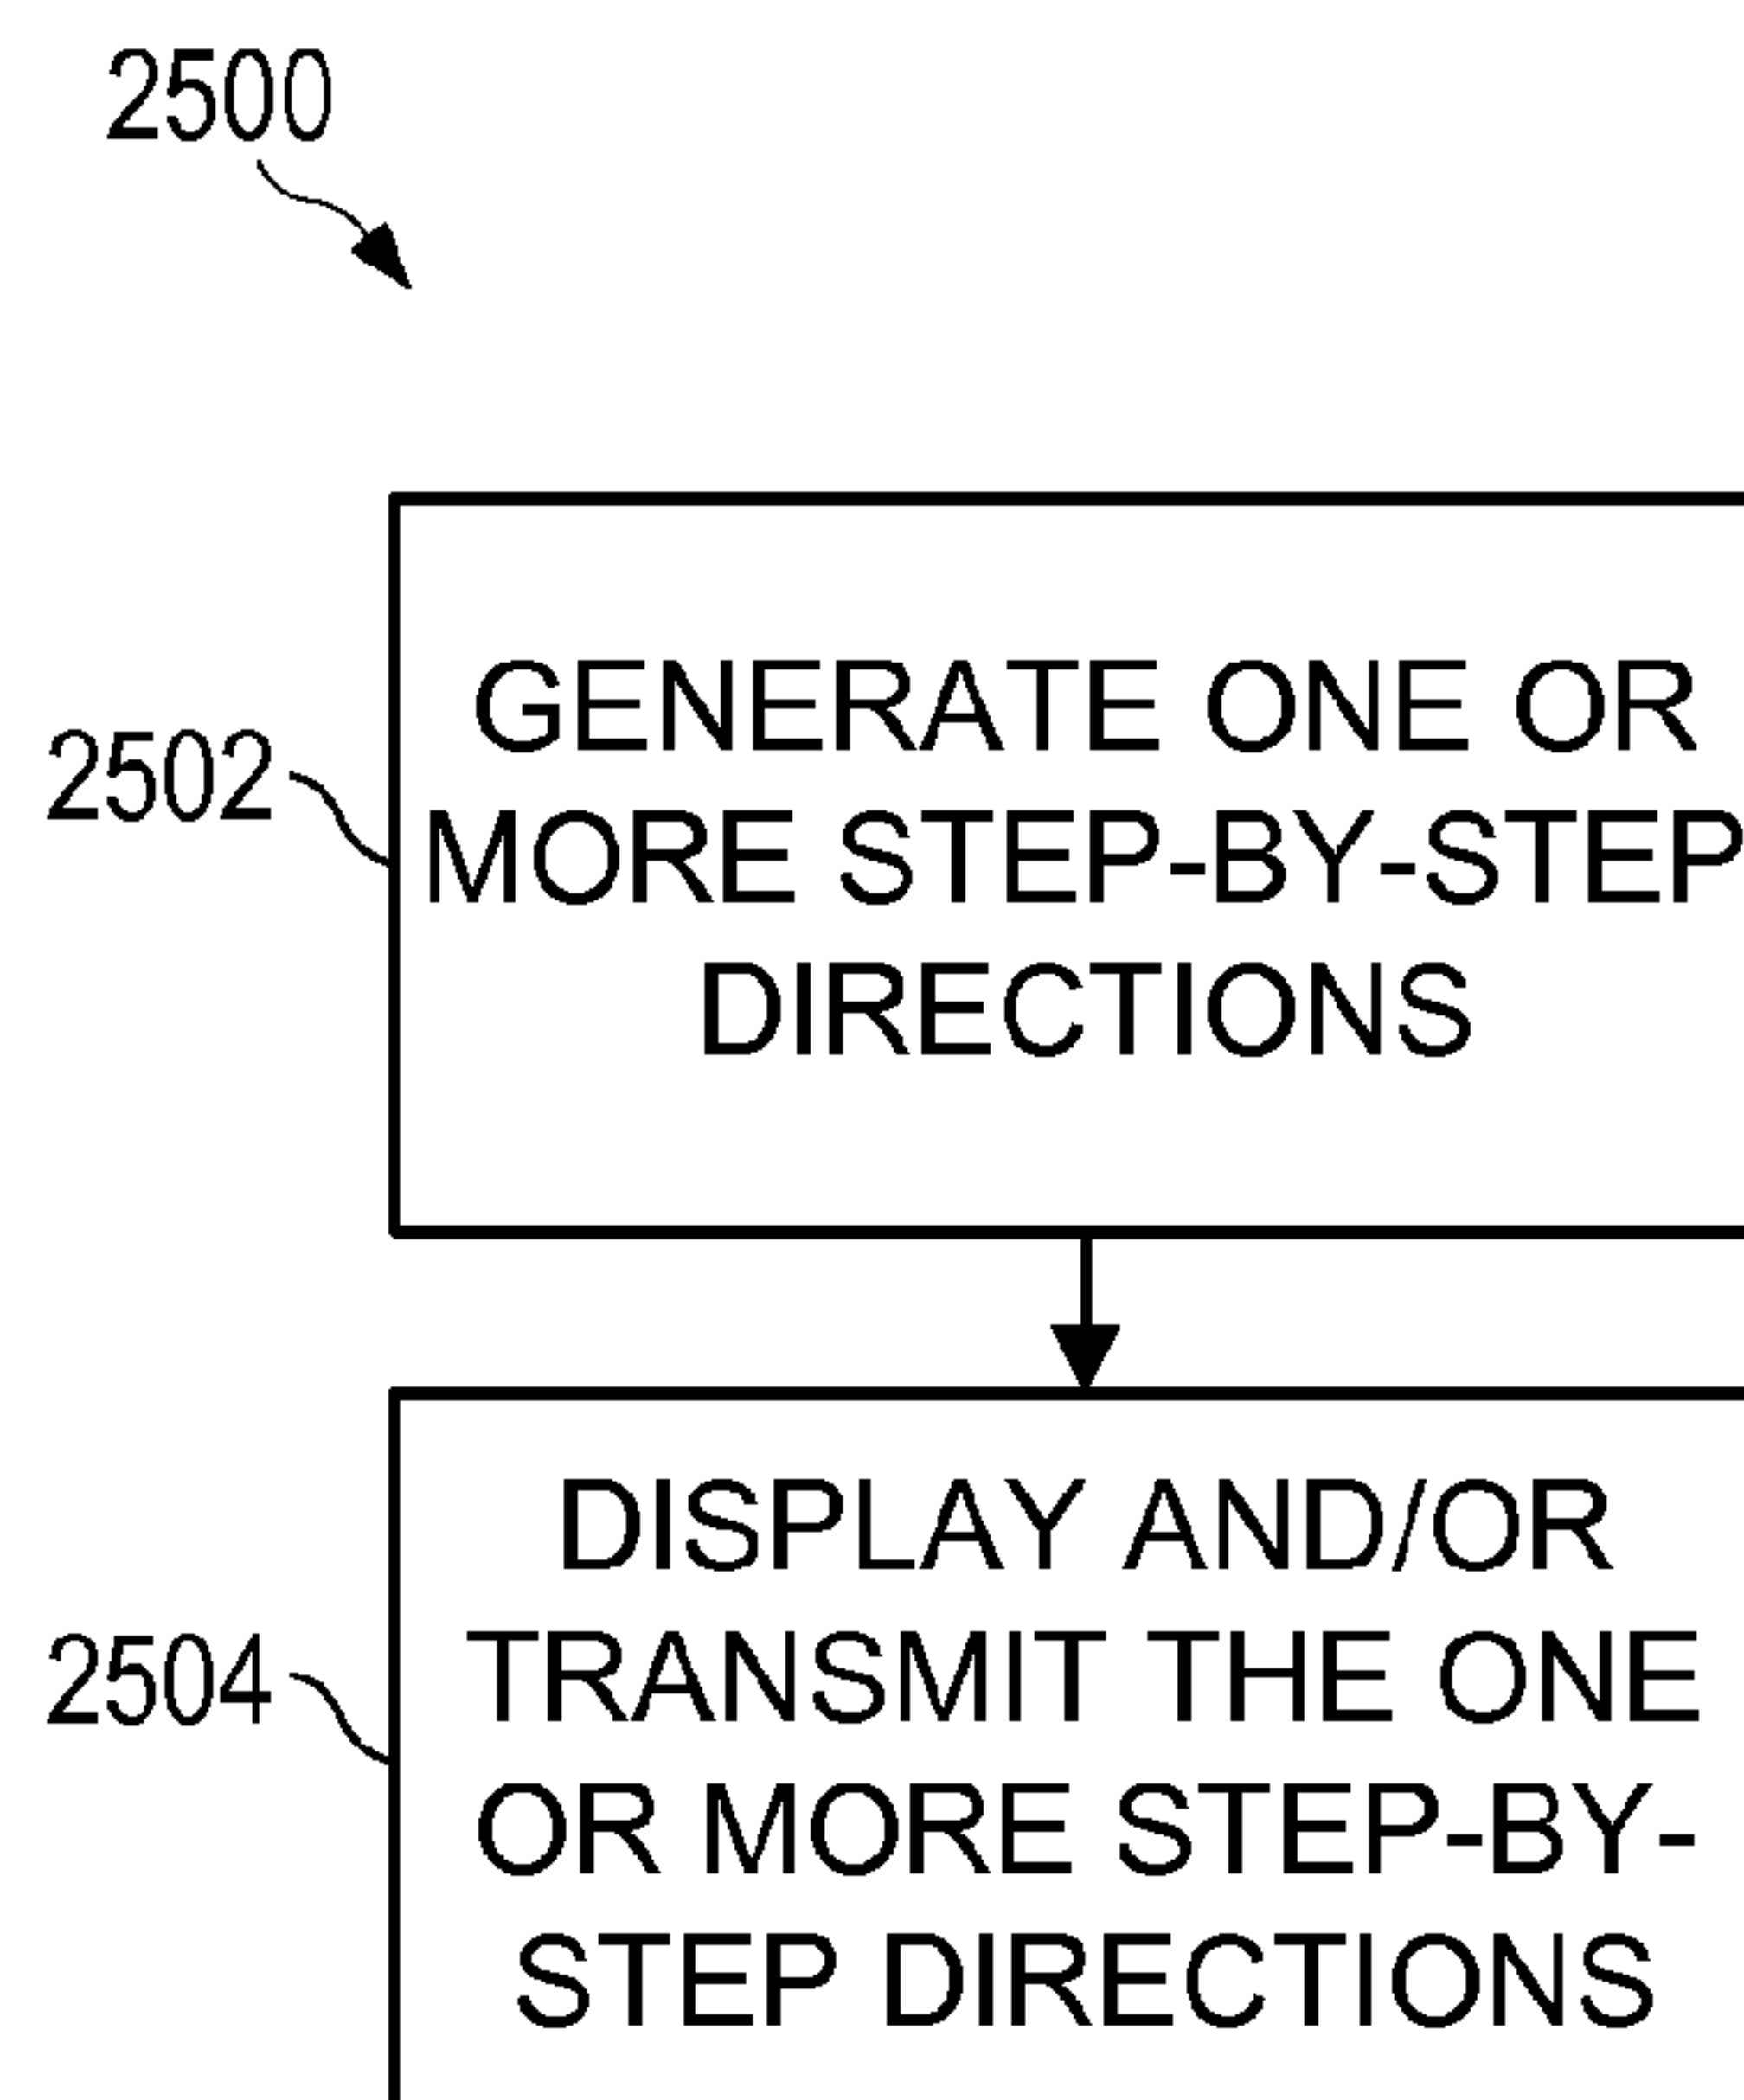 2500
2502
GENERATE ONE OR
MORE STEP-BY-STEP
DIRECTIONS
2504
DISPLAY AND/OR
TRANSMIT THE ONE
OR MORE STEP-BY-
STEP DIRECTIONS